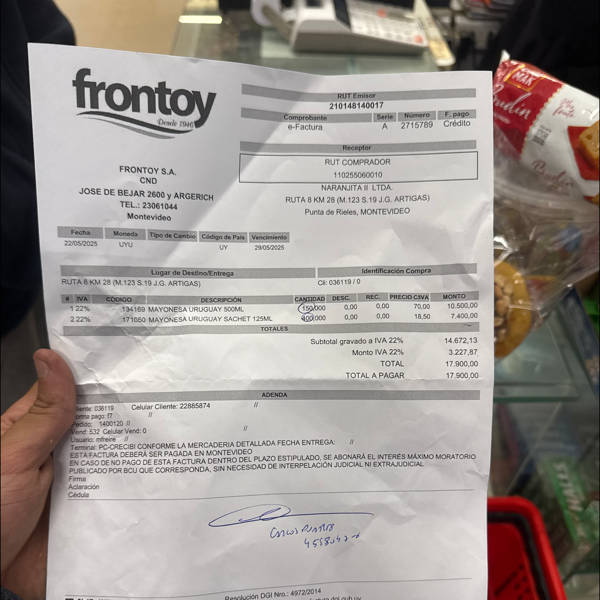 frontoy
Desde 1946
RUT Emisor
210148140017
Comprobante Serie Número F. pago
e-Factura A 2715789 Crédito
Receptor
RUT COMPRADOR
110255060010
NARANJITA II LTDA.
RUTA 8 KM 28 (M.123 S.19 J.G. ARTIGAS)
Punta de Rieles, MONTEVIDEO
FRONTOY S.A.
CND
JOSE DE BEJAR 2600 y ARGERICH
TEL.: 23061044
Montevideo
Fecha Moneda Tipo de Cambio Código de País Vencimiento
22/05/2025 UYU UY 29/05/2025
Lugar de Destino/Entrega Identificación Compra
RUTA 8 KM 28 (M.123 S.19 J.G. ARTIGAS) Cli: 036119 / 0
# IVA CODIGO DESCRIPCIÓN CANTIDAD DESC. REC. PRECIO C/IVA MONTO
1 22% 134169 MAYONESA URUGUAY 500ML 150,000 0,00 0,00 70,00 10.500,00
2 22% 171050 MAYONESA URUGUAY SACHET 125ML 400,000 0,00 0,00 18,50 7.400,00
TOTALES
Subtotal gravado a IVA 22% 14.672,13
Monto IVA 22% 3.227,87
TOTAL 17.900,00
TOTAL A PAGAR 17.900,00
ADENDA
liente: 036119 Celular Cliente: 22885874 //
orma pago: f7 //
Pedido: 1400120 //
Vend: 532 Celular Vend: 0 //
Usuario: mfreire //
Terminal: PC-CRECIBI CONFORME LA MERCADERIA DETALLADA FECHA ENTREGA: //
ESTA FACTURA DEBERÁ SER PAGADA EN MONTEVIDEO
EN CASO DE NO PAGO DE ESTA FACTURA DENTRO DEL PLAZO ESTIPULADO, SE ABONARÁ EL INTERÉS MÁXIMO MORATORIO
PUBLICADO POR BCU QUE CORRESPONDA, SIN NECESIDAD DE INTERPELACIÓN JUDICIAL NI EXTRAJUDICIAL
Firma
Aclaración
Cédula
Resolución DGI Nro.: 4972/2014
MAK
Budín
Budín